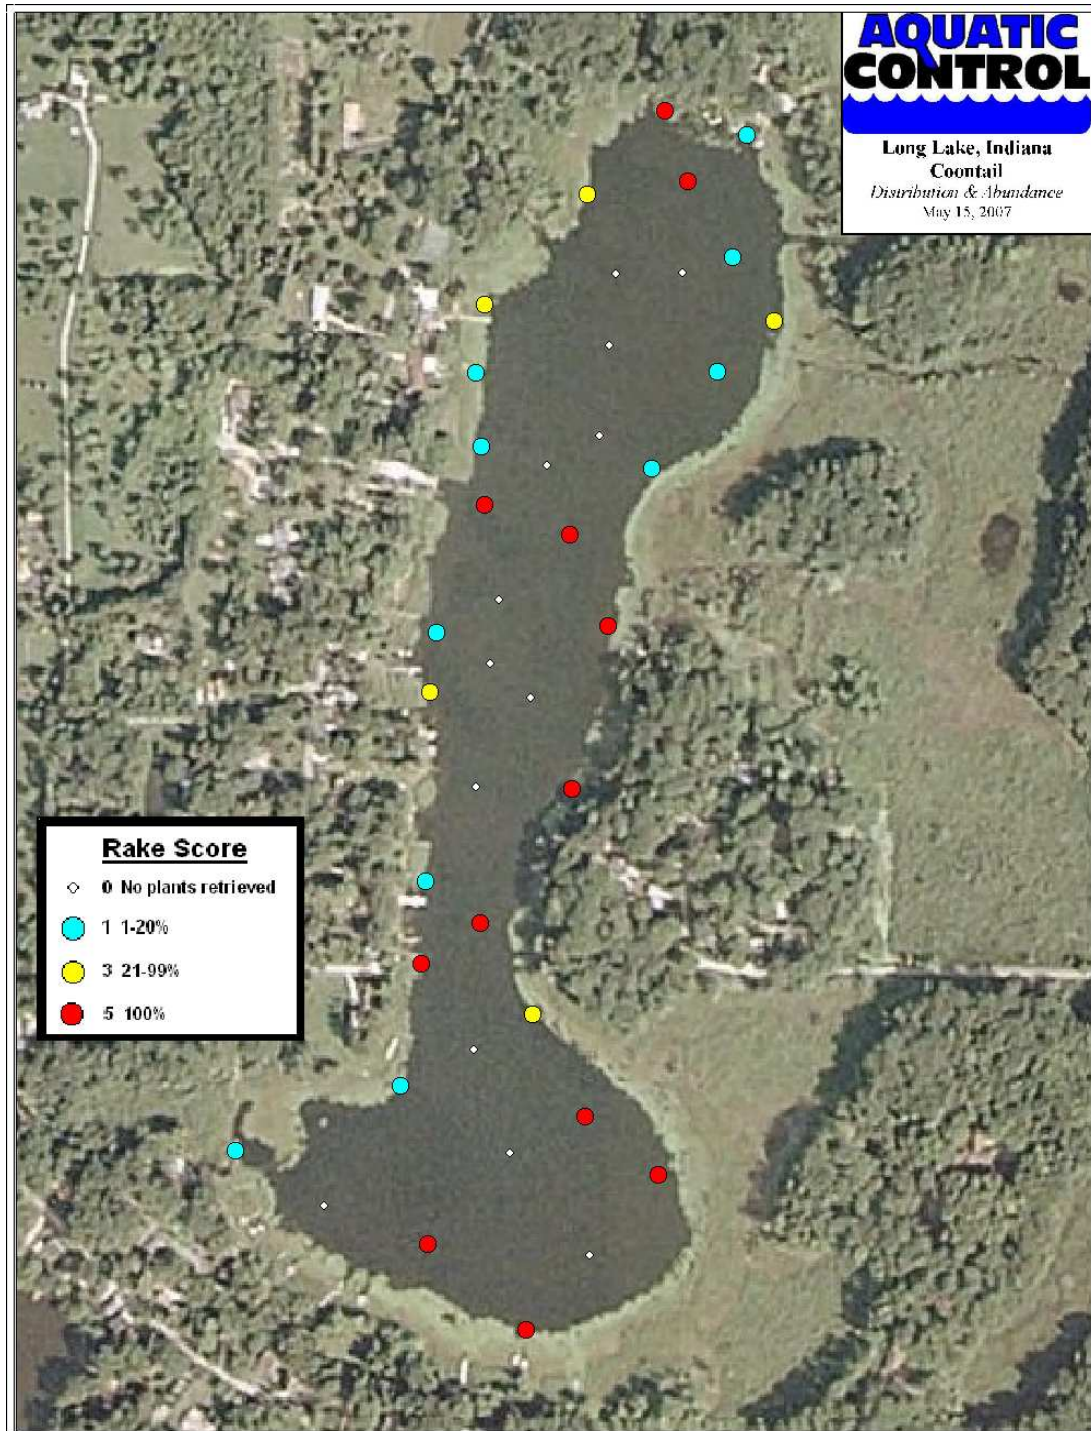 AQUATIC
CONTROL
Long Lake, Indiana
Coontail
Distribution & Abundance
May 15, 2007
Rake Score
0 No plants retrieved
1 1-20%
3 21-99%
5 100%